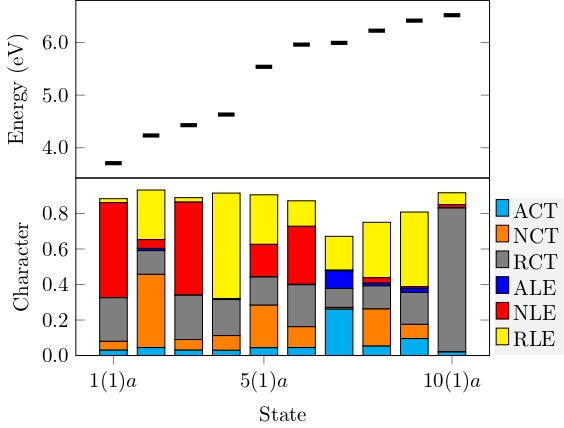 Energy (eV)
6.0
5.0
4.0
Character
0.8
0.6
0.4
0.2
0.0
1(1)a
5(1)a
10(1)a
State
ACT
NCT
RCT
ALE
NLE
RLE